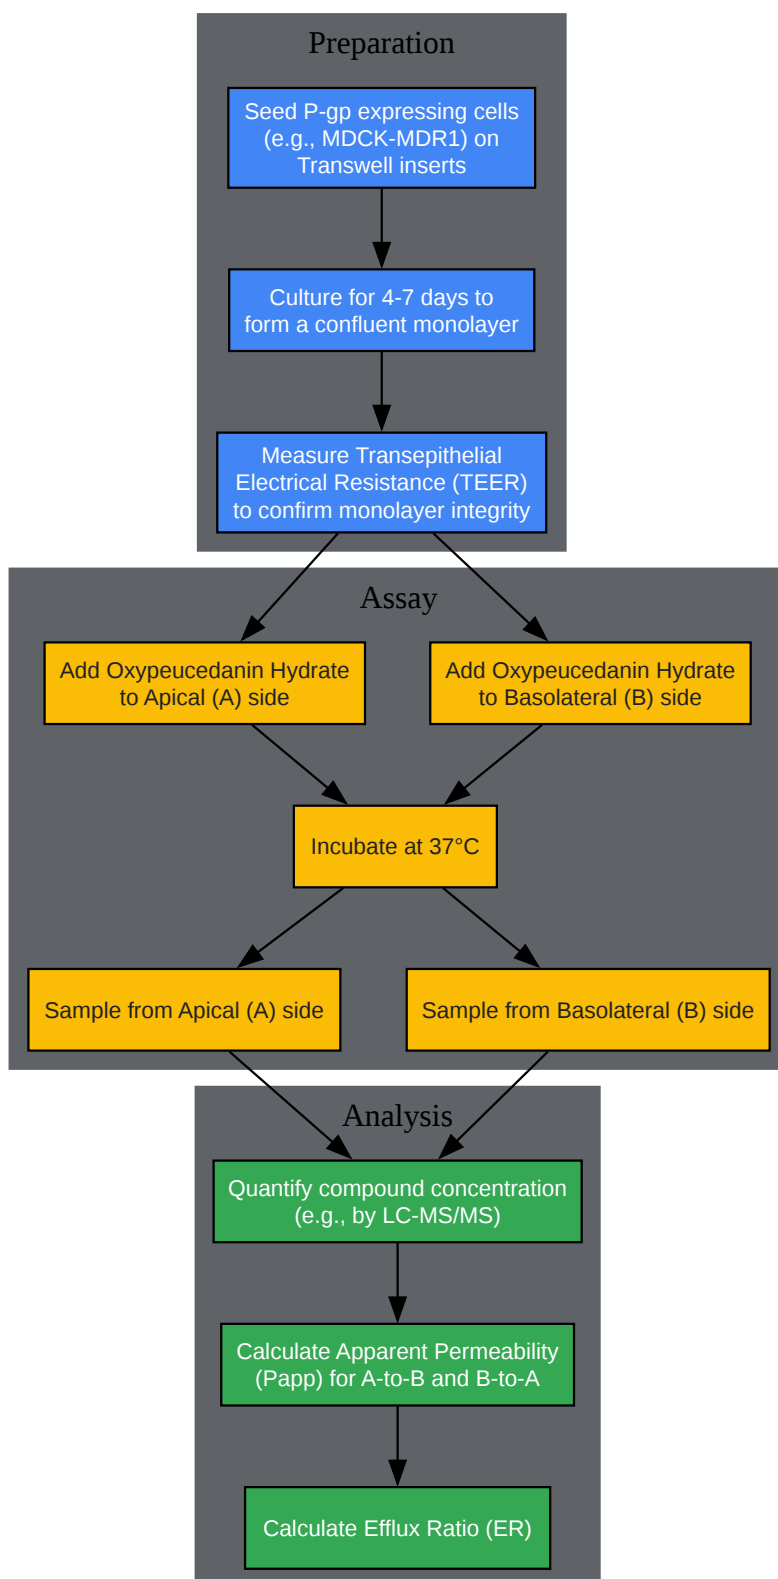 Preparation
Seed P-gp expressing cells
(e.g., MDCK-MDR1) on
Transwell inserts
Culture for 4-7 days to
form a confluent monolayer
Measure Transepithelial
Electrical Resistance (TEER)
to confirm monolayer integrity
Assay
Add Oxypeucedanin Hydrate
to Apical (A) side
Add Oxypeucedanin Hydrate
to Basolateral (B) side
Incubate at 37°C
Sample from Apical (A) side
Sample from Basolateral (B) side
Analysis
Quantify compound concentration
(e.g., by LC-MS/MS)
Calculate Apparent Permeability
(Papp) for A-to-B and B-to-A
Calculate Efflux Ratio (ER)